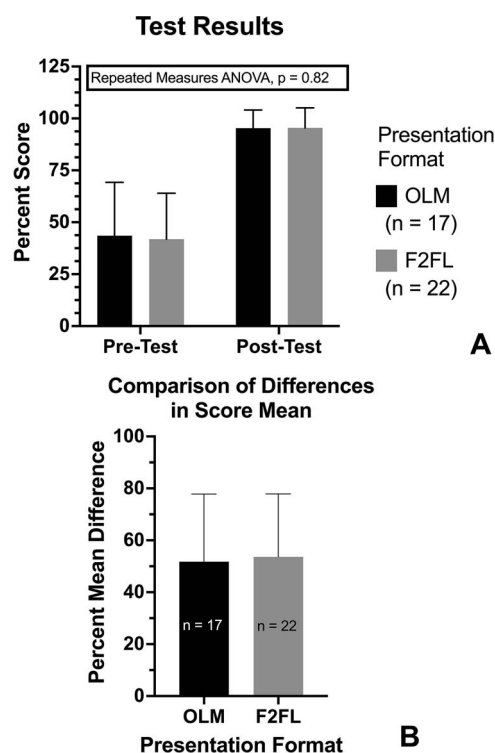 Test Results
Repeated Measures ANOVA, p = 0.82
Percent Score
125
100
75
50
25
0
Pre-Test
Post-Test
Presentation
Format
OLM
(n = 17)
F2FL
(n = 22)
A
Comparison of Differences
in Score Mean
Percent Mean Difference
100
80
60
40
20
0
n = 17
n = 22
OLM
F2FL
Presentation Format
B